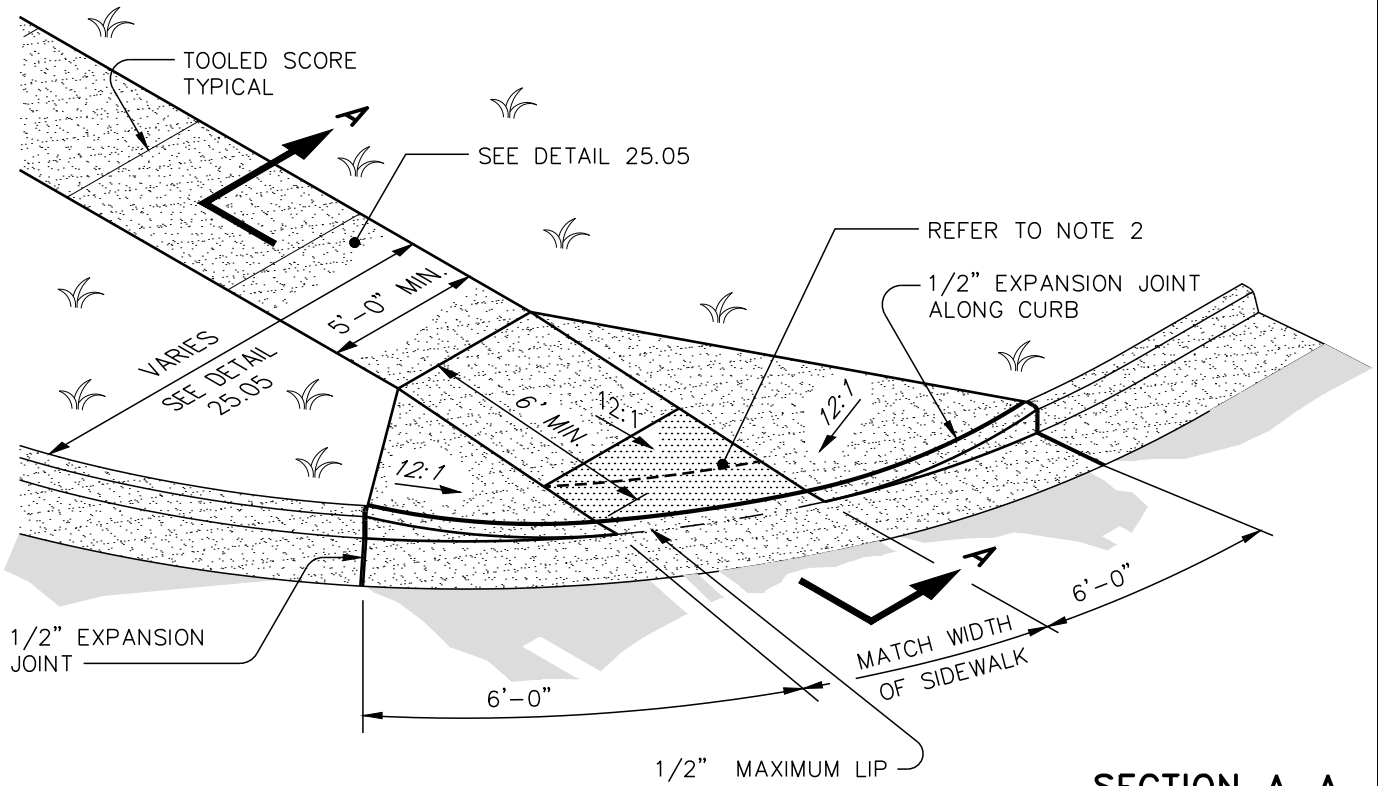 TOOLED SCORE
TYPICAL
A
SEE DETAIL 25.05
REFER TO NOTE 2
1/2" EXPANSION JOINT
ALONG CURB
5'-0" MIN.
VARIES
SEE DETAIL
25.05
6' MIN.
12:1
12:1
12:1
A
6'-0"
MATCH WIDTH
OF SIDEWALK
1/2" EXPANSION
JOINT
6'-0"
1/2" MAXIMUM LIP
SECTION A-A